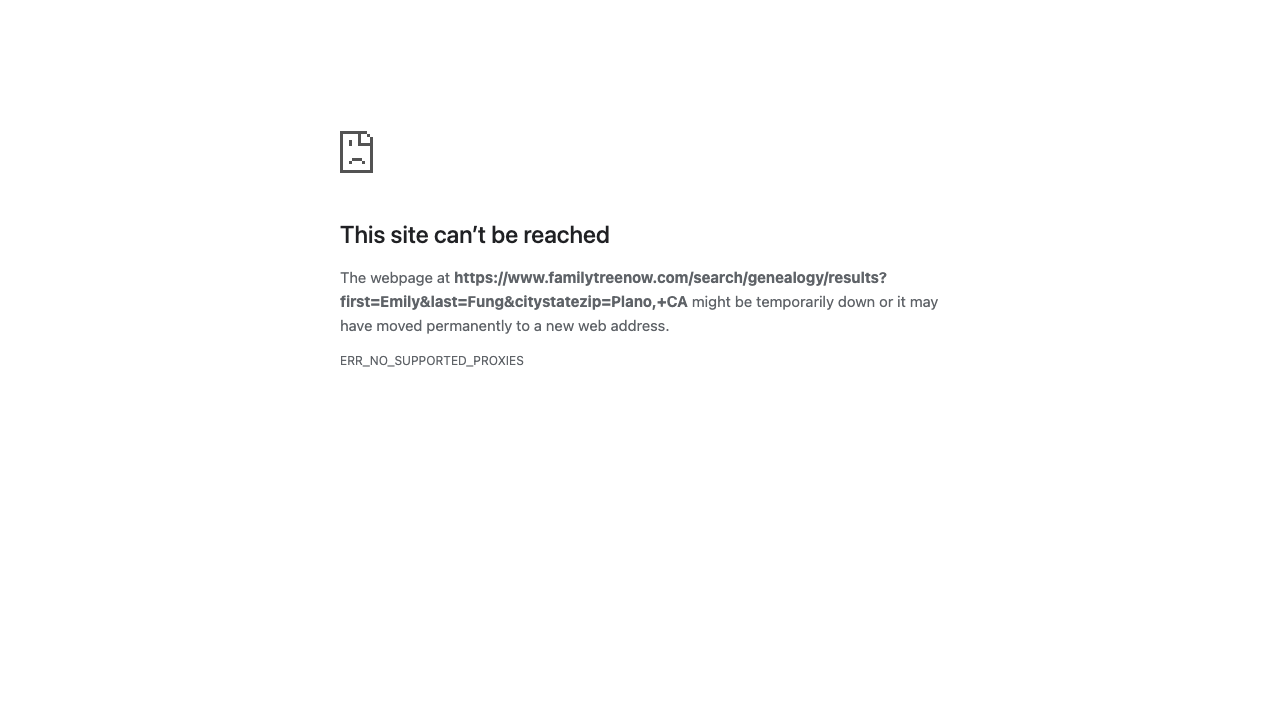 This site can’t be reached
The webpage at https://www.familytreenow.com/search/genealogy/results?
first=Emily&last=Fung&citystatezip=Plano,+CA might be temporarily down or it may
have moved permanently to a new web address.
ERR_NO_SUPPORTED_PROXIES